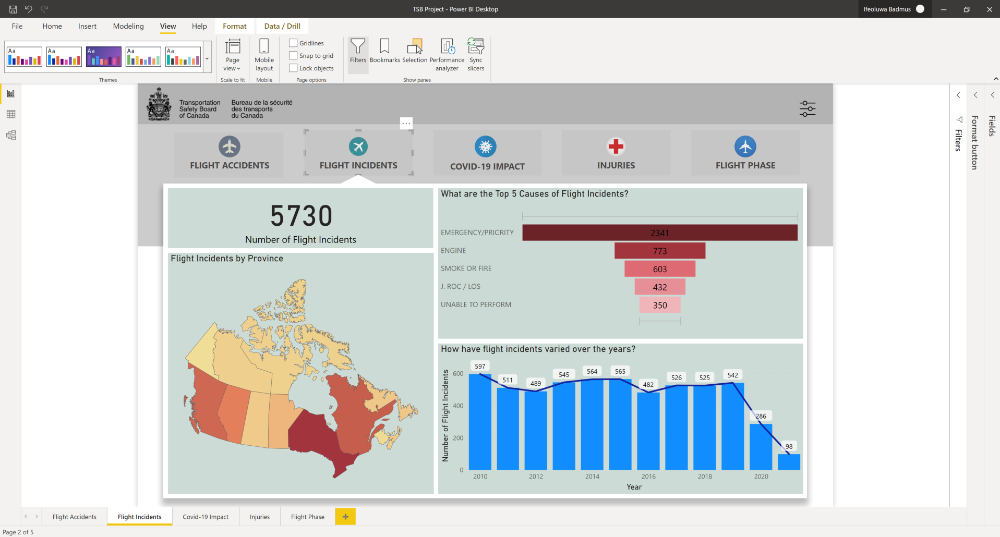 TSB Project - Power BI Desktop
Ifeoluwa Badmus
File
Home
Insert
Modeling
View
Help
Format
Data / Drill
Aa
Aa
Aa
Aa
Aa
Page
view
Mobile
layout
Gridlines
Snap to grid
Lock objects
Filters
Bookmarks
Selection
Performance
analyzer
Sync
slicers
Themes
Scale to fit
Mobile
Page options
Show panes
Transportation
Safety Board
of Canada
Bureau de la sécurité
des transports
du Canada
FLIGHT ACCIDENTS
FLIGHT INCIDENTS
COVID-19 IMPACT
INJURIES
FLIGHT PHASE
5730
Number of Flight Incidents
Flight Incidents by Province
What are the Top 5 Causes of Flight Incidents?
EMERGENCY/PRIORITY 2341
ENGINE 773
SMOKE OR FIRE 603
J. ROC / LOS 432
UNABLE TO PERFORM 350
How have flight incidents varied over the years?
Number of Flight Incidents
600
400
200
0
597
511
489
545
564
565
482
526
525
542
286
98
2010
2012
2014
2016
2018
2020
Year
Filters
Format button
Fields
Flight Accidents
Flight Incidents
Covid-19 Impact
Injuries
Flight Phase
Page 2 of 5